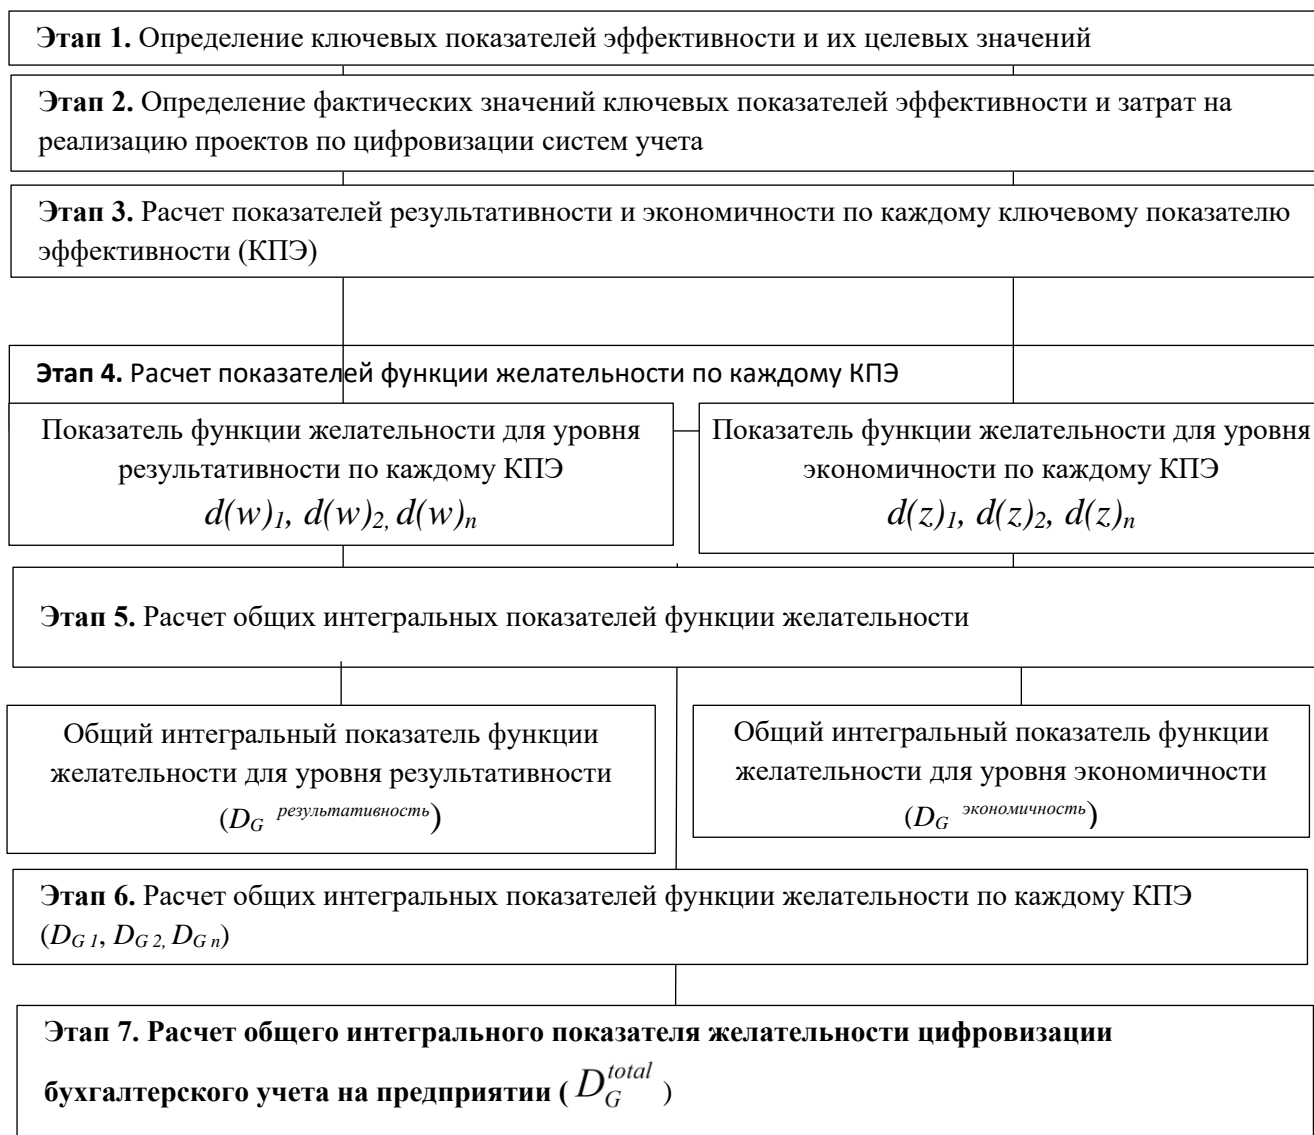 Этап 1. Определение ключевых показателей эффективности и их целевых значений
Этап 2. Определение фактических значений ключевых показателей эффективности и затрат на
реализацию проектов по цифровизации систем учета
Этап 3. Расчет показателей результативности и экономичности по каждому ключевому показателю
эффективности (КПЭ)
Этап 4. Расчет показателей функции желательности по каждому КПЭ
Показатель функции желательности для уровня
результативности по каждому КПЭ
d(w)1, d(w)2, d(w)n
Показатель функции желательности для уровня
экономичности по каждому КПЭ
d(z)1, d(z)2, d(z)n
Этап 5. Расчет общих интегральных показателей функции желательности
Общий интегральный показатель функции
желательности для уровня результативности
(DG результативность)
Общий интегральный показатель функции
желательности для уровня экономичности
(DG экономичность)
Этап 6. Расчет общих интегральных показателей функции желательности по каждому КПЭ
(DG 1, DG 2, DG n)
Этап 7. Расчет общего интегрального показателя желательности цифровизации
бухгалтерского учета на предприятии ( DG total )